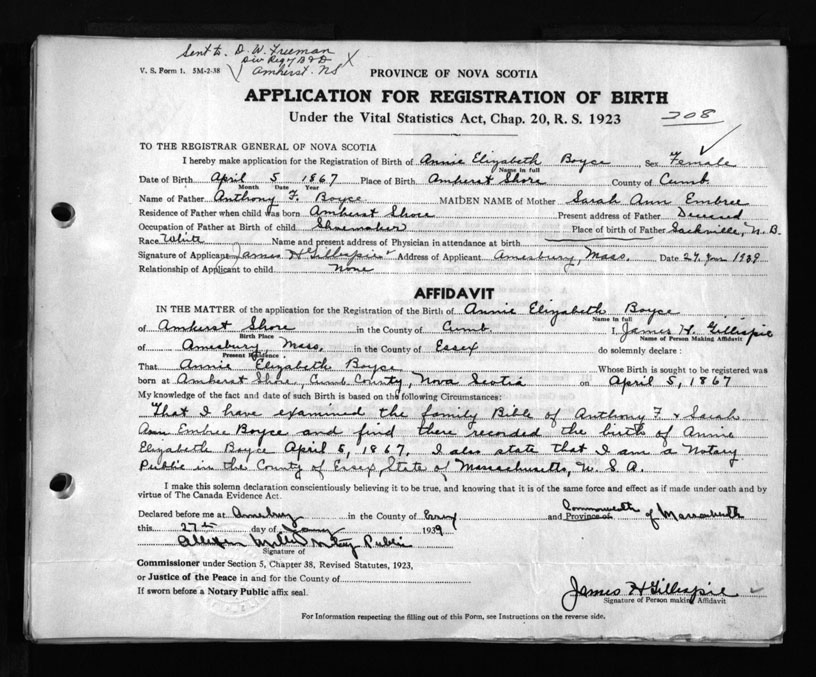 Sent to D. W. Freeman
Div Reg of B & D
Amherst. NS
V. S. Form 1. 5M-2-38
PROVINCE OF NOVA SCOTIA
APPLICATION FOR REGISTRATION OF BIRTH
Under the Vital Statistics Act, Chap. 20, R. S. 1923
208
TO THE REGISTRAR GENERAL OF NOVA SCOTIA
I hereby make application for the Registration of Birth of Annie Elizabeth Boyce Sex Female
Name in full
Date of Birth April 5 1867 Place of Birth Amherst Shore County of Cumb
Month Date Year
Name of Father Anthony F. Boyce MAIDEN NAME of Mother Sarah Ann Embree
Residence of Father when child was born Amherst Shore Present address of Father Deceased
Occupation of Father at Birth of child Shoemaker Place of birth of Father Sackville, N. B.
Race White Name and present address of Physician in attendance at birth
Signature of Applicant James H Gillespie Address of Applicant Amesbury, Mass. Date 27 Jan 1939
Relationship of Applicant to child None
AFFIDAVIT
IN THE MATTER of the application for the Registration of the Birth of Annie Elizabeth Boyce
Name in full
of Amherst Shore in the County of Cumb. I, James H. Gillespie
Birth Place Name of Person Making Affidavit
of Amesbury, Mass. in the County of Essex do solemnly declare :
Present Residence
That Annie Elizabeth Boyce Whose Birth is sought to be registered was
born at Amherst Shore, Cumb County, Nova Scotia on April 5, 1867
My knowledge of the fact and date of such Birth is based on the following Circumstances:
That I have examined the family Bible of Anthony F & Sarah
Ann Embree Boyce and find there recorded the birth of Annie
Elizabeth Boyce April 5, 1867. I also state that I am a Notary
Public in the County of Essex, State of Massachusetts, U. S. A.
I make this solemn declaration conscientiously believing it to be true, and knowing that it is of the same force and effect as if made under oath and by
virtue of The Canada Evidence Act.
Declared before me at Amesbury in the County of Essex and Province of Commonwealth of Massachusetts
this 27th day of January 1939
Notary Public
Signature of
Commissioner under Section 5, Chapter 38, Revised Statutes, 1923,
or Justice of the Peace in and for the County of
If sworn before a Notary Public affix seal.
James H Gillespie
Signature of Person making Affidavit
For Information respecting the filling out of this Form, see Instructions on the reverse side.